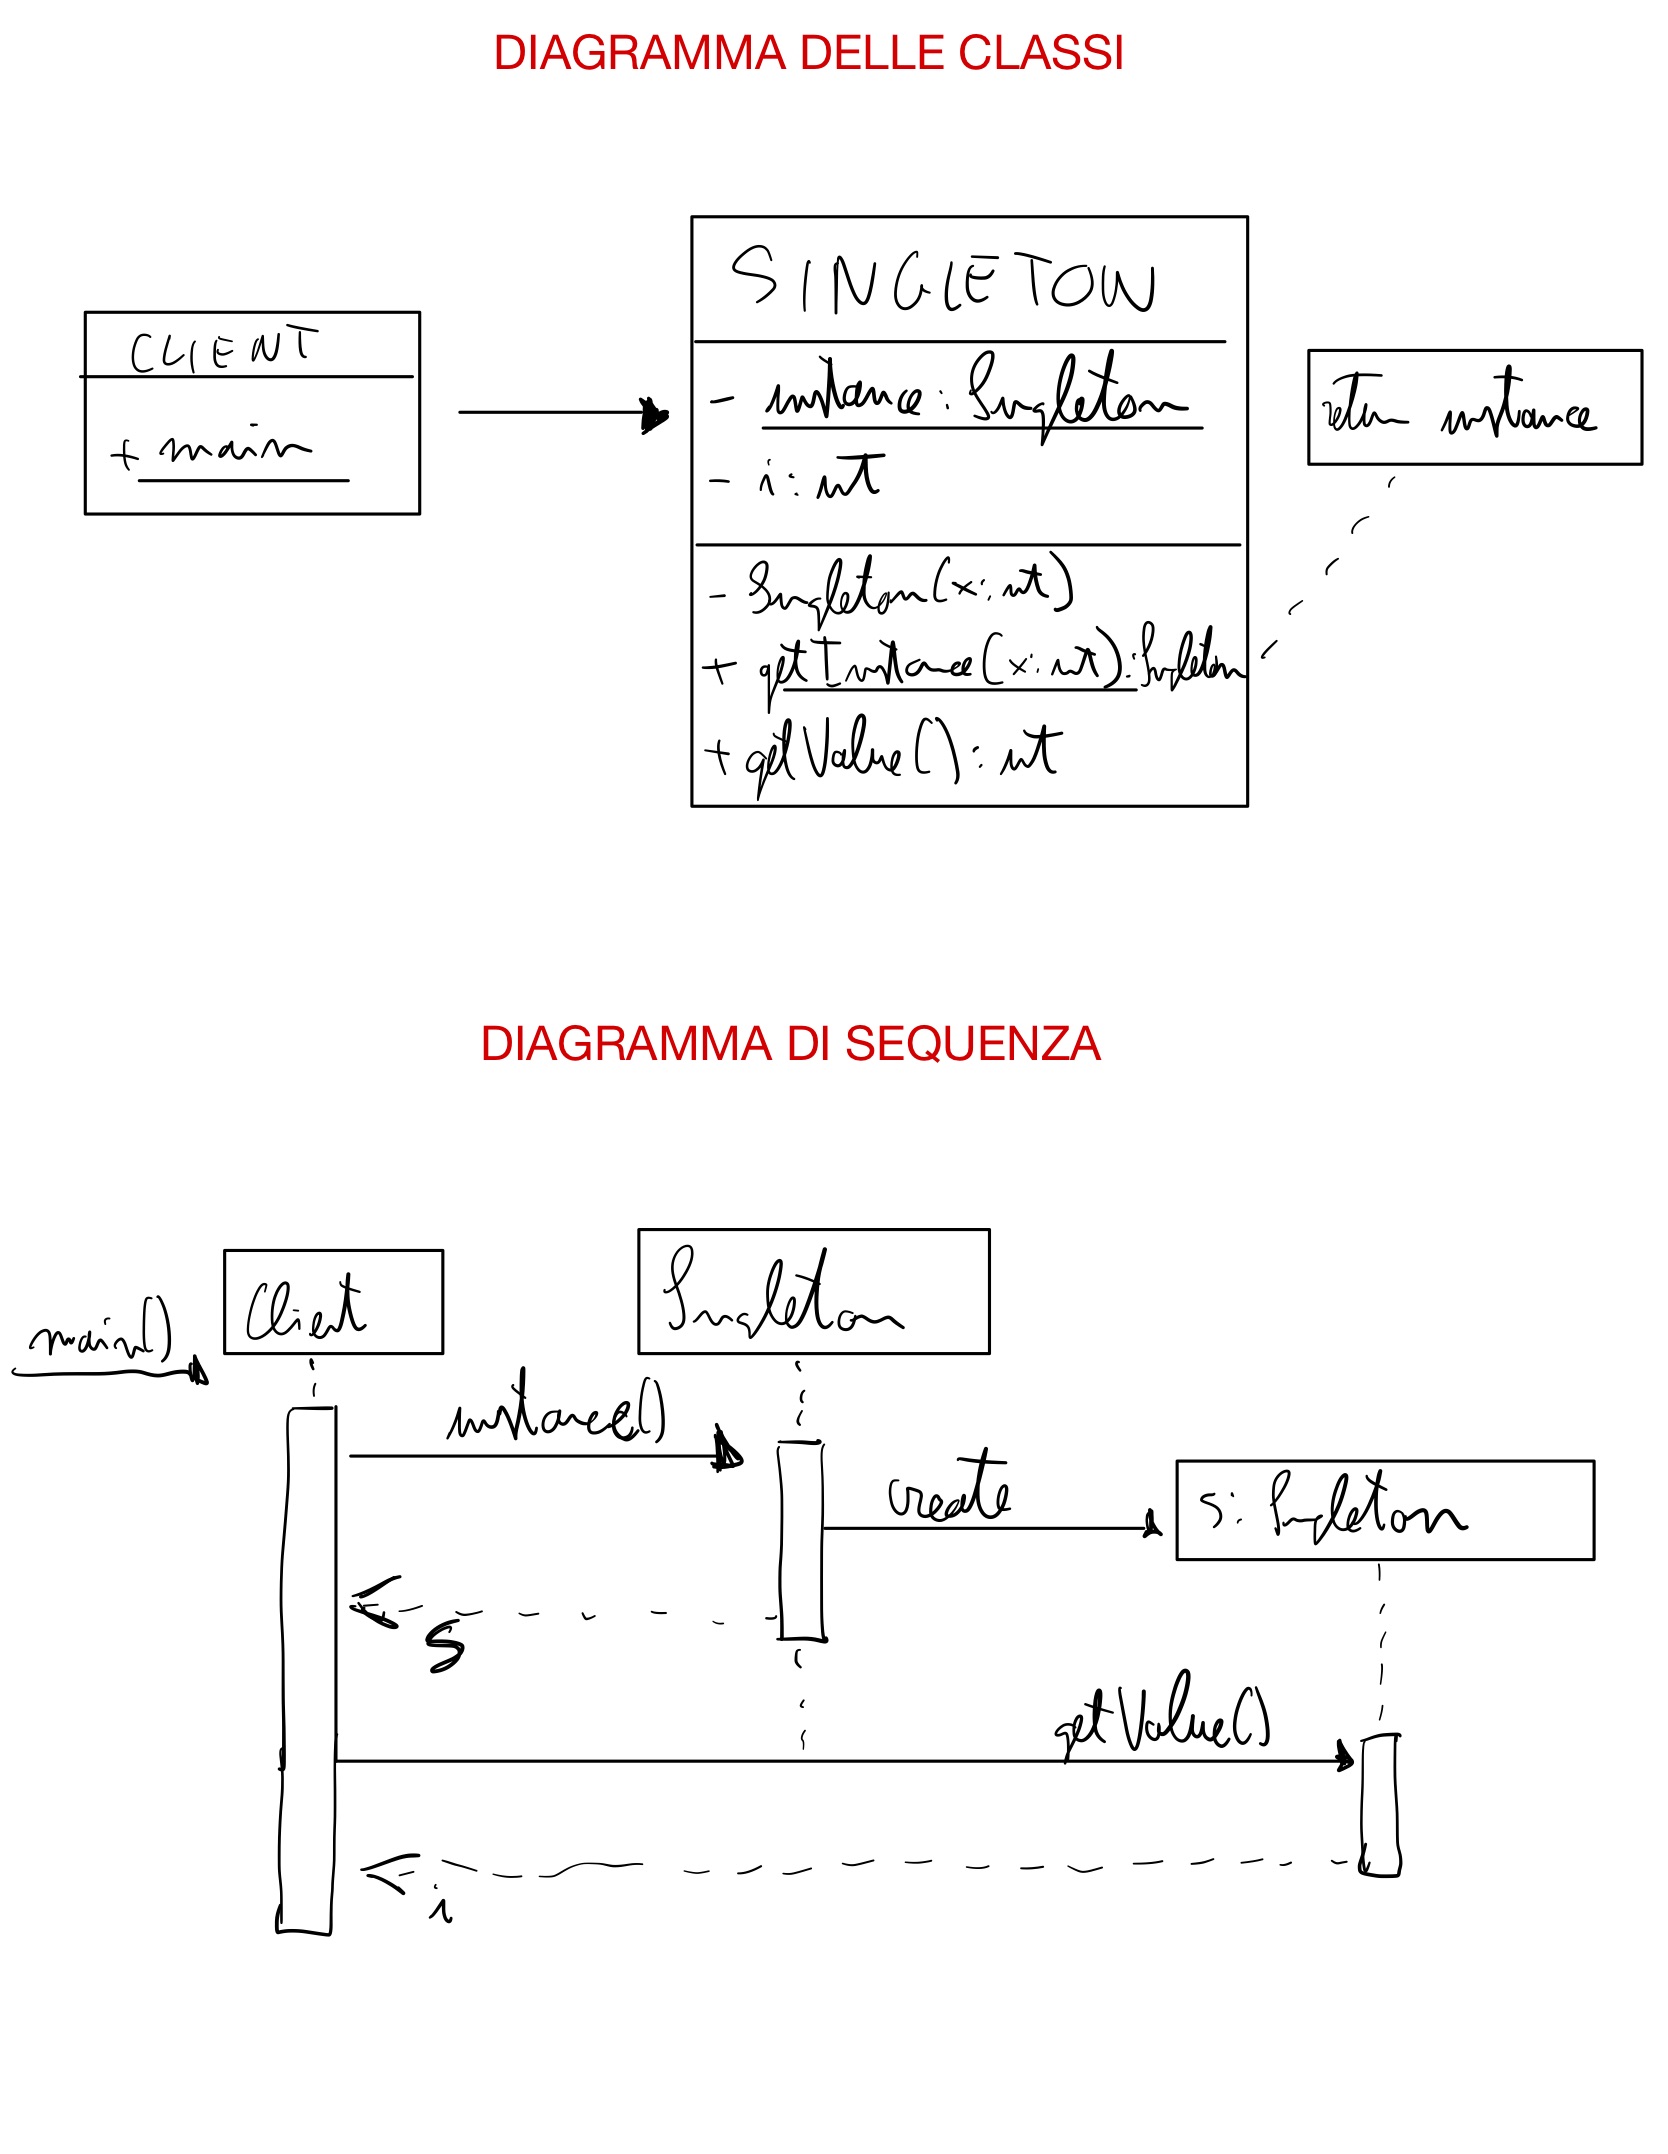 DIAGRAMMA DELLE CLASSI
CLIENT
+ main
SINGLETON
- instance: Singleton
- i: int
- Singleton(x: int)
+ getInstance(x: int): Singleton
+ getValue(): int
return instance
DIAGRAMMA DI SEQUENZA
main()
Client
Singleton
instance()
create
s: Singleton
s
getValue()
i